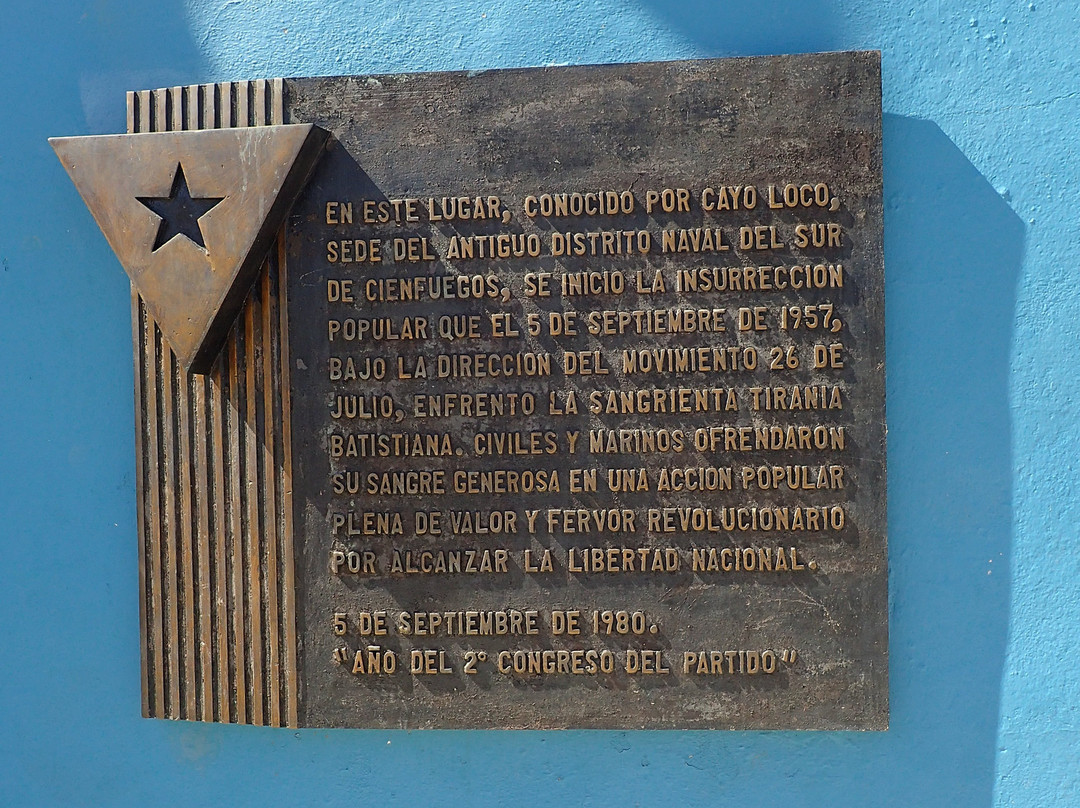 EN ESTE LUGAR, CONOCIDO POR CAYO LOCO,
SEDE DEL ANTIGUO DISTRITO NAVAL DEL SUR
DE CIENFUEGOS, SE INICIO LA INSURRECCION
POPULAR QUE EL 5 DE SEPTIEMBRE DE 1957,
BAJO LA DIRECCION DEL MOVIMIENTO 26 DE
JULIO, ENFRENTO LA SANGRIENTA TIRANIA
BATISTIANA. CIVILES Y MARINOS OFRENDARON
SU SANGRE GENEROSA EN UNA ACCION POPULAR
PLENA DE VALOR Y FERVOR REVOLUCIONARIO
POR ALCANZAR LA LIBERTAD NACIONAL.
5 DE SEPTIEMBRE DE 1980.
"AÑO DEL 2° CONGRESO DEL PARTIDO"